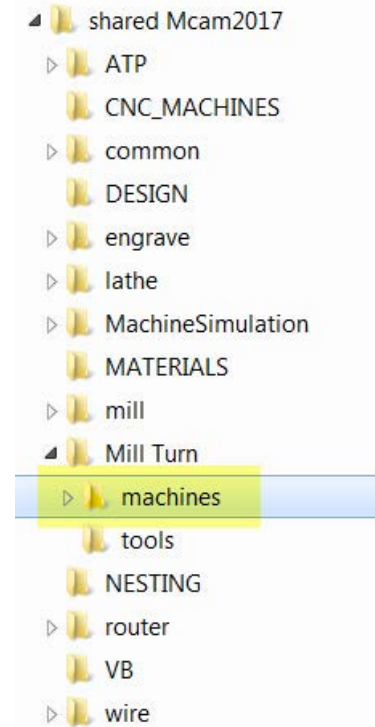 shared Mcam2017
ATP
CNC_MACHINES
common
DESIGN
engrave
lathe
MachineSimulation
MATERIALS
mill
Mill Turn
machines
tools
NESTING
router
VB
wire